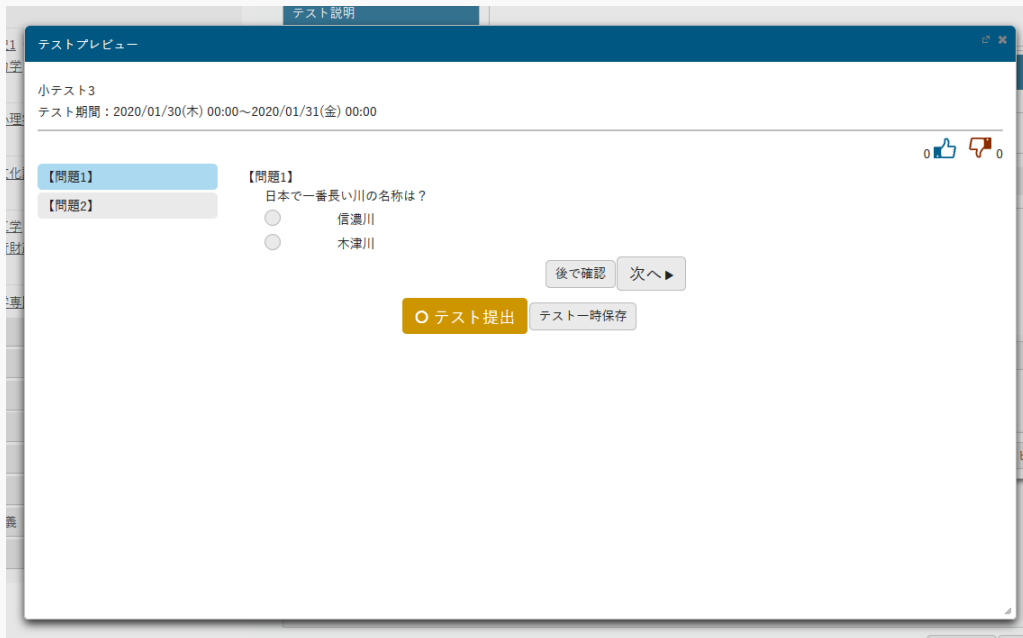 テスト説明
テストプレビュー
小テスト3
テスト期間：2020/01/30(木) 00:00～2020/01/31(金) 00:00
0 0
【問題1】
【問題2】
【問題1】
日本で一番長い川の名称は？
信濃川
木津川
後で確認 次へ▶
テスト提出 テスト一時保存
義